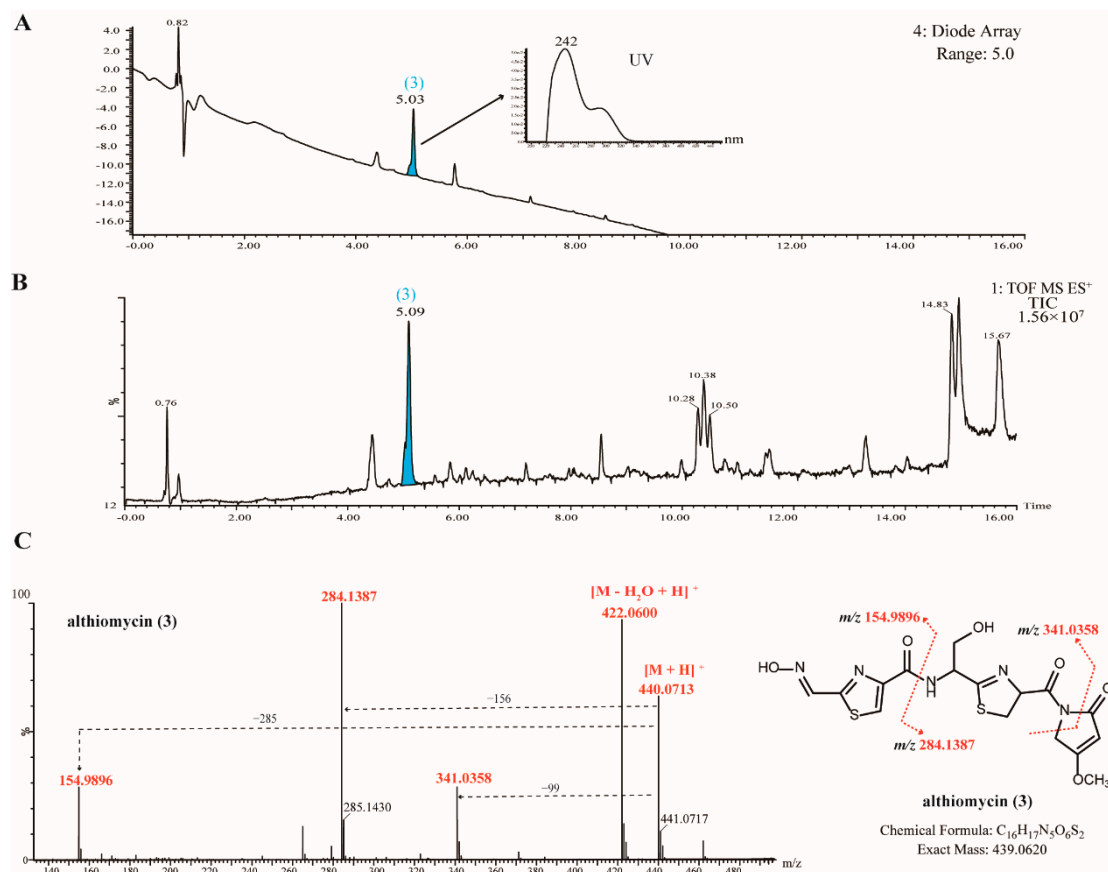 A
0.82
4: Diode Array
Range: 5.0
4.0
2.0
0.0
-2.0
-4.0
-6.0
-8.0
-10.0
-12.0
-14.0
-16.0
(3)
5.03
242
UV
nm
-0.00
2.00
4.00
6.00
8.00
10.00
12.00
14.00
16.00
B
1: TOF MS ES⁺
TIC
1.56×10⁷
(3)
5.09
0.76
10.28
10.38
10.50
14.83
15.67
%
12
-0.00
2.00
4.00
6.00
8.00
10.00
12.00
14.00
16.00
Time
C
100
%
0
althiomycin (3)
284.1387
[M - H₂O + H] ⁺
422.0600
[M + H] ⁺
440.0713
−156
−285
−99
154.9896
285.1430
341.0358
441.0717
140 160 180 200 220 240 260 280 300 320 340 360 380 400 420 440 460 480
m/z
m/z 154.9896
OH
m/z 341.0358
HO
N
N
O
N
H
N
O
O
S
S
N
m/z 284.1387
OCH₃
althiomycin (3)
Chemical Formula: C₁₆H₁₇N₅O₆S₂
Exact Mass: 439.0620